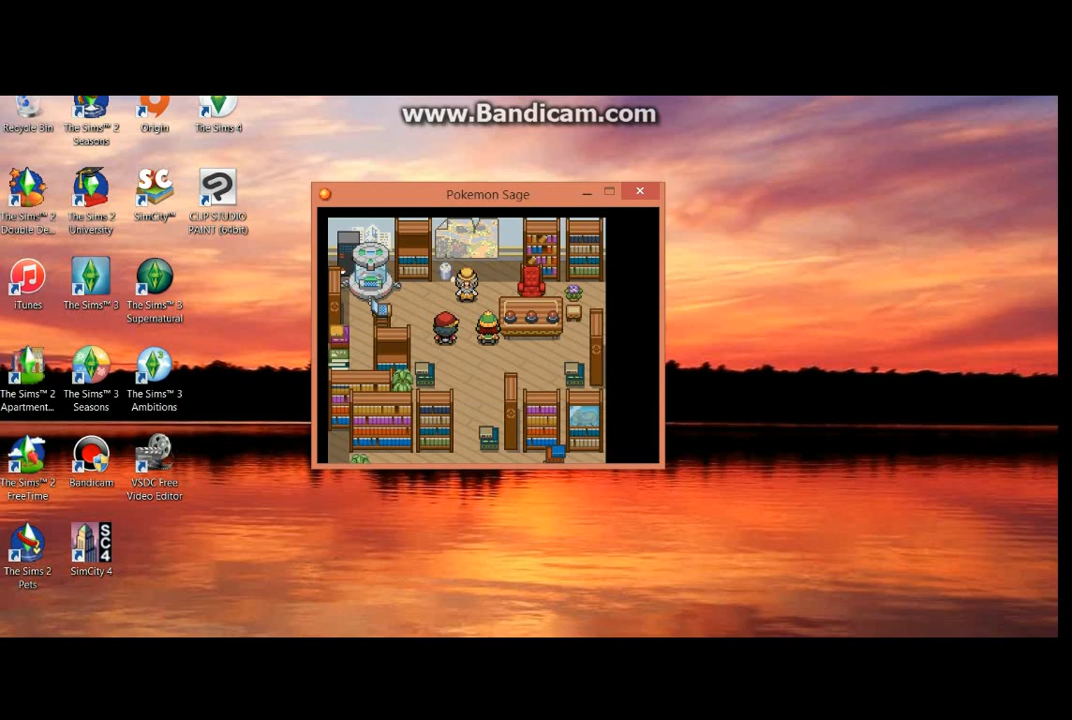 www.Bandicam.com
Recycle Bin
The Sims™ 2
Seasons
Origin
The Sims 4
The Sims™ 2
Double De...
The Sims 2
University
SC
SimCity™
CLIP STUDIO
PAINT (64bit)
iTunes
The Sims™ 3
The Sims™ 3
Supernatural
The Sims™ 2
Apartment...
The Sims™ 3
Seasons
The Sims™ 3
Ambitions
The Sims™ 2
FreeTime
Bandicam
VSDC Free
Video Editor
The Sims 2
Pets
SC4
SimCity 4
Pokemon Sage